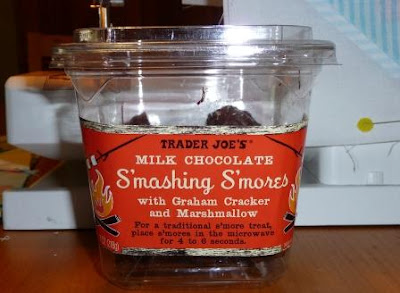 TRADER JOE'S®
MILK CHOCOLATE
S'mashing S'mores
with Graham Cracker
and Marshmallow
For a traditional s'more treat,
place s'mores in the microwave
for 4 to 6 seconds.